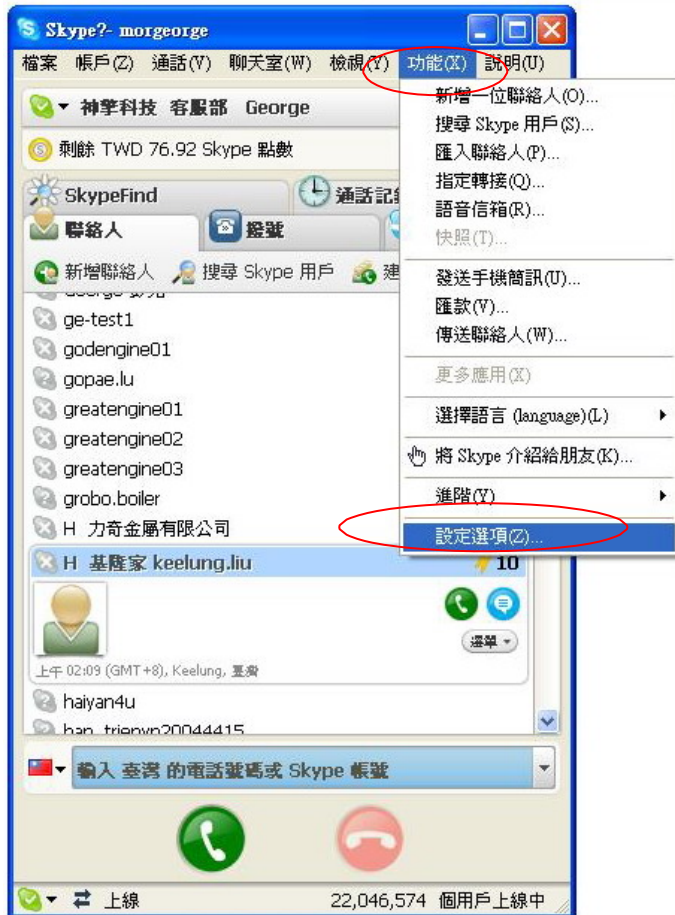 Skype?- morgeorge
檔案 帳戶(Z) 通話(Y) 聊天室(W) 檢視(Y) 功能(X) 說明(U)
神擎科技 客服部 George
剩餘 TWD 76.92 Skype 點數
SkypeFind 通話記
聯絡人 撥號
新增聯絡人 搜尋 Skype 用戶 建
ge-test1
godengine01
gopae.lu
greatengine01
greatengine02
greatengine03
grobo.boiler
H 力奇金屬有限公司
H 基隆家 keelung.liu 10
選單
上午 02:09 (GMT+8), Keelung, 臺灣
haiyan4u
han_trienvn20044415
輸入 臺灣 的電話號碼或 Skype 帳號
上線 22,046,574 個用戶上線中
新增一位聯絡人(O)...
搜尋 Skype 用戶(S)...
匯入聯絡人(P)...
指定轉接(Q)...
語音信箱(R)...
快照(T)...
發送手機簡訊(U)...
匯款(V)...
傳送聯絡人(W)...
更多應用(X)
選擇語言 (language)(L)
將 Skype 介紹給朋友(K)...
進階(Y)
設定選項(Z)...